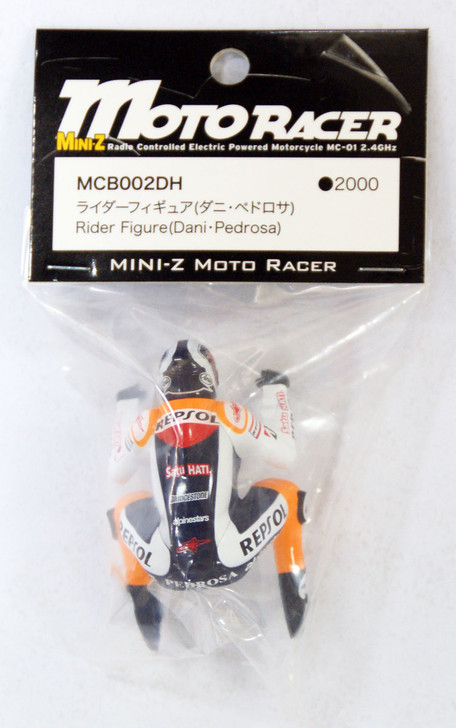 MOTO RACER
MINI-Z Radio Controlled Electric Powered Motorcycle MC-01 2.4GHz
MCB002DH ●2000
ライダーフィギュア(ダニ・ペドロサ)
Rider Figure(Dani・Pedrosa)
MINI-Z MOTO RACER
REPSOL
Satu HATI.
BRIDGESTONE
alpinestars
REPSOL
REPSOL
PEDROSA